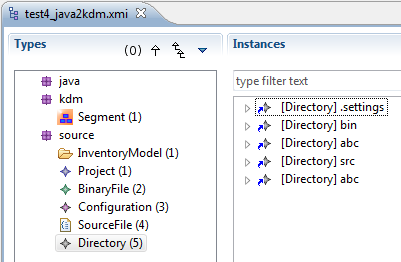 test4_java2kdm.xmi
Types
(0)
java
kdm
Segment (1)
source
InventoryModel (1)
Project (1)
BinaryFile (2)
Configuration (3)
SourceFile (4)
Directory (5)
Instances
type filter text
[Directory] .settings
[Directory] bin
[Directory] abc
[Directory] src
[Directory] abc